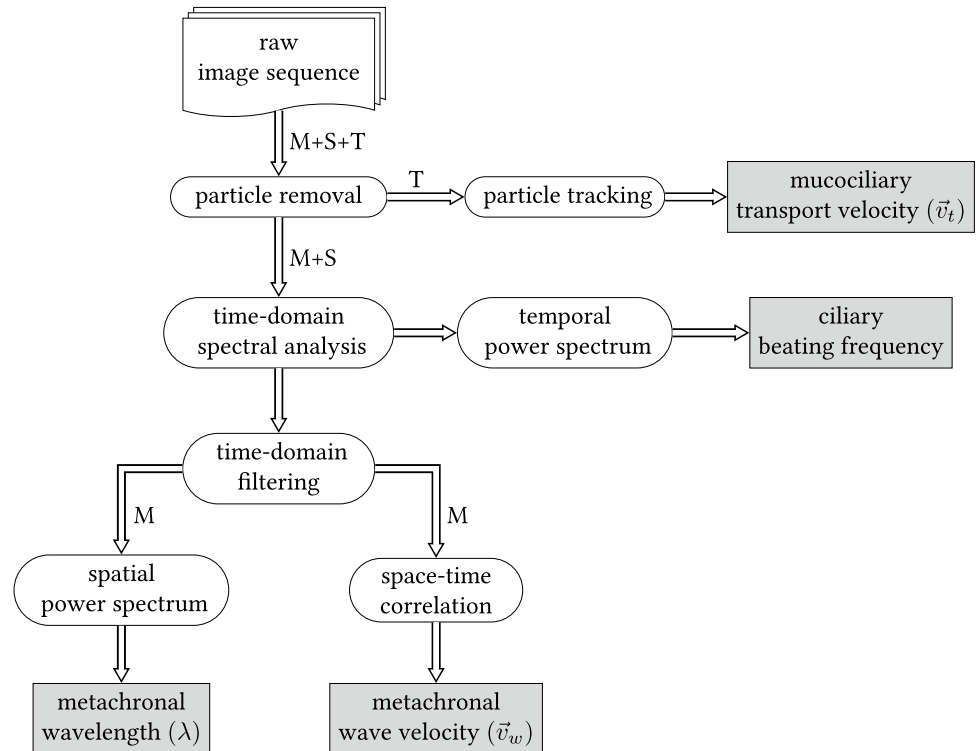 raw
image sequence
M+S+T
particle removal
T
particle tracking
mucociliary
transport velocity (v⃗ₜ)
M+S
time-domain
spectral analysis
temporal
power spectrum
ciliary
beating frequency
time-domain
filtering
M
M
spatial
power spectrum
space-time
correlation
metachronal
wavelength (λ)
metachronal
wave velocity (v⃗_w)